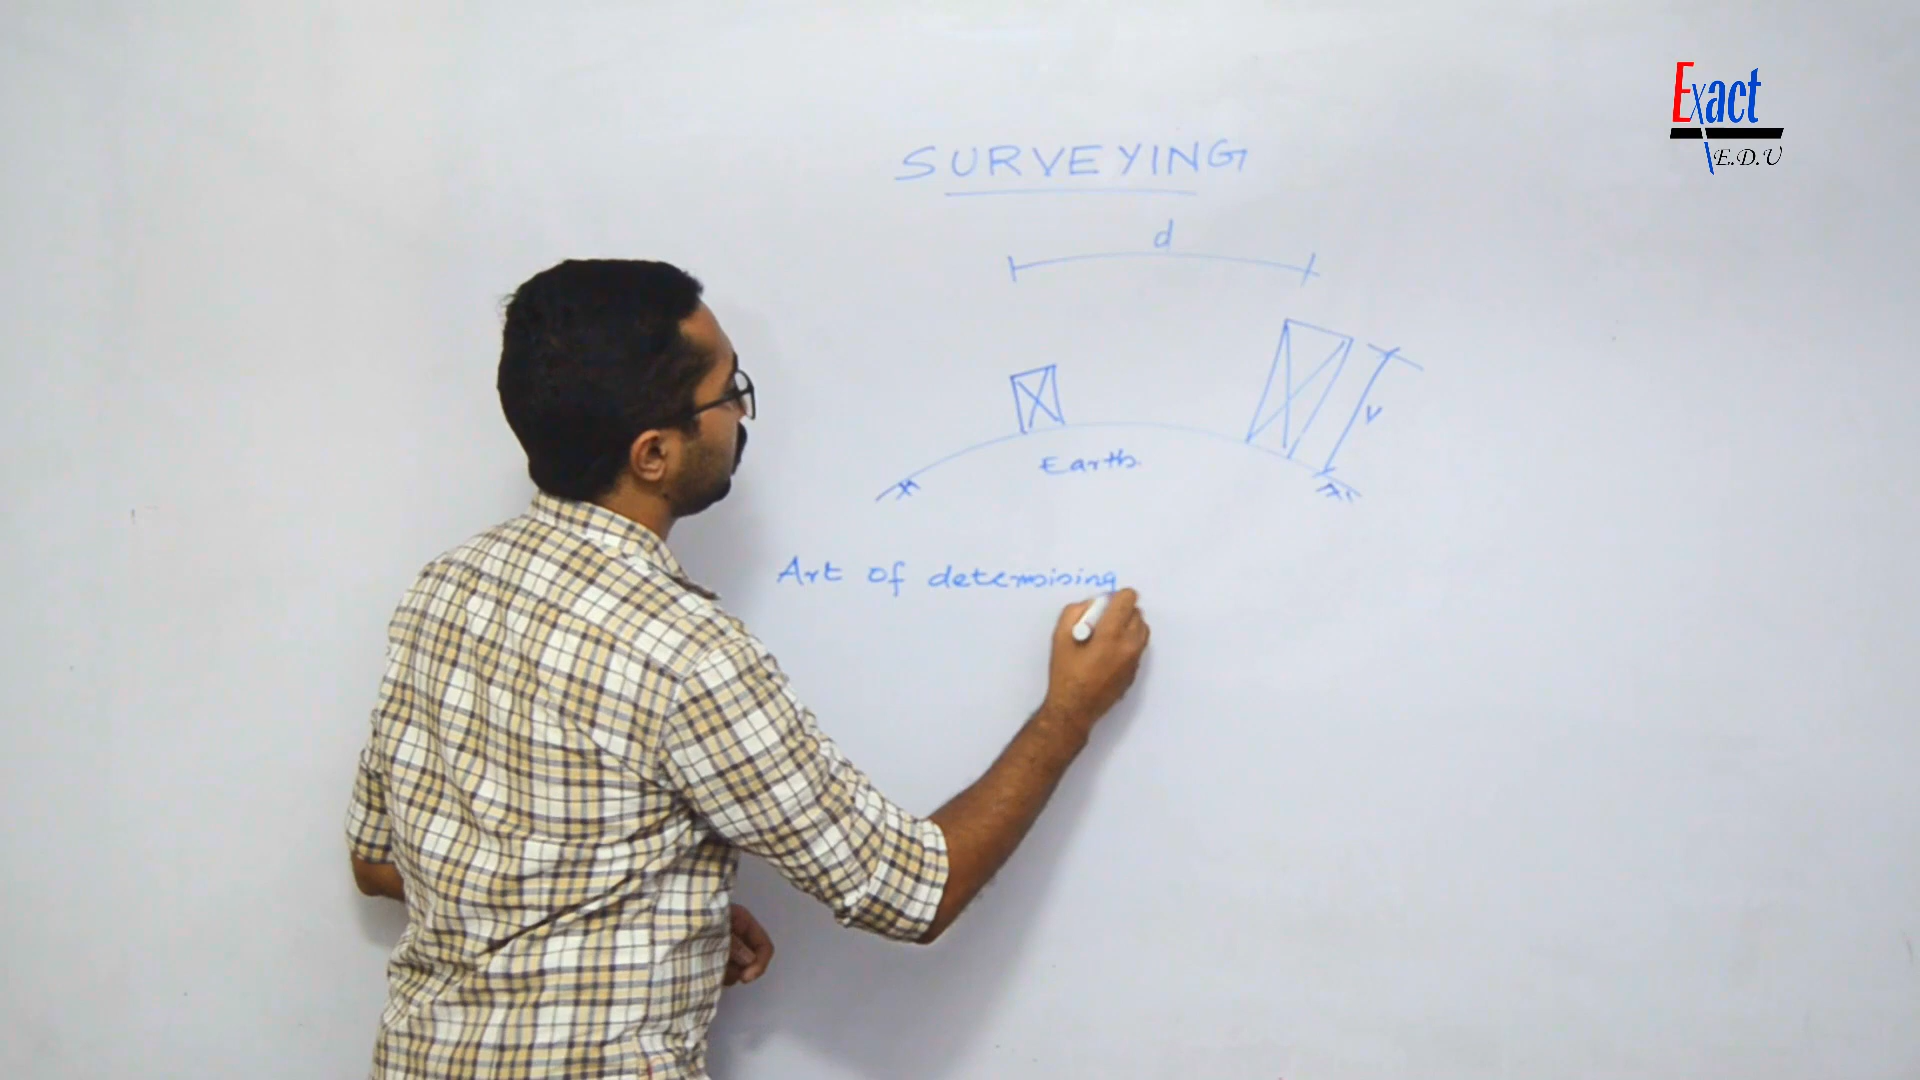 Exact
E.D.U
SURVEYING
d
V
Earth
Art of determining